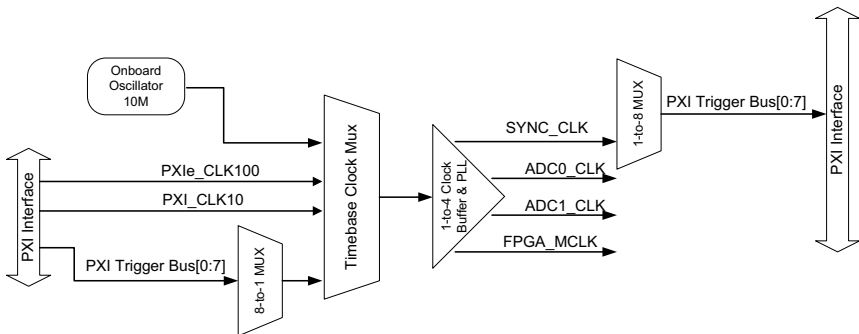 Onboard
Oscillator
10M
PXI Interface
PXIe_CLK100
PXI_CLK10
PXI Trigger Bus[0:7]
8-to-1 MUX
Timebase Clock Mux
1-to-4 Clock
Buffer & PLL
SYNC_CLK
ADC0_CLK
ADC1_CLK
FPGA_MCLK
1-to-8 MUX
PXI Trigger Bus[0:7]
PXI Interface